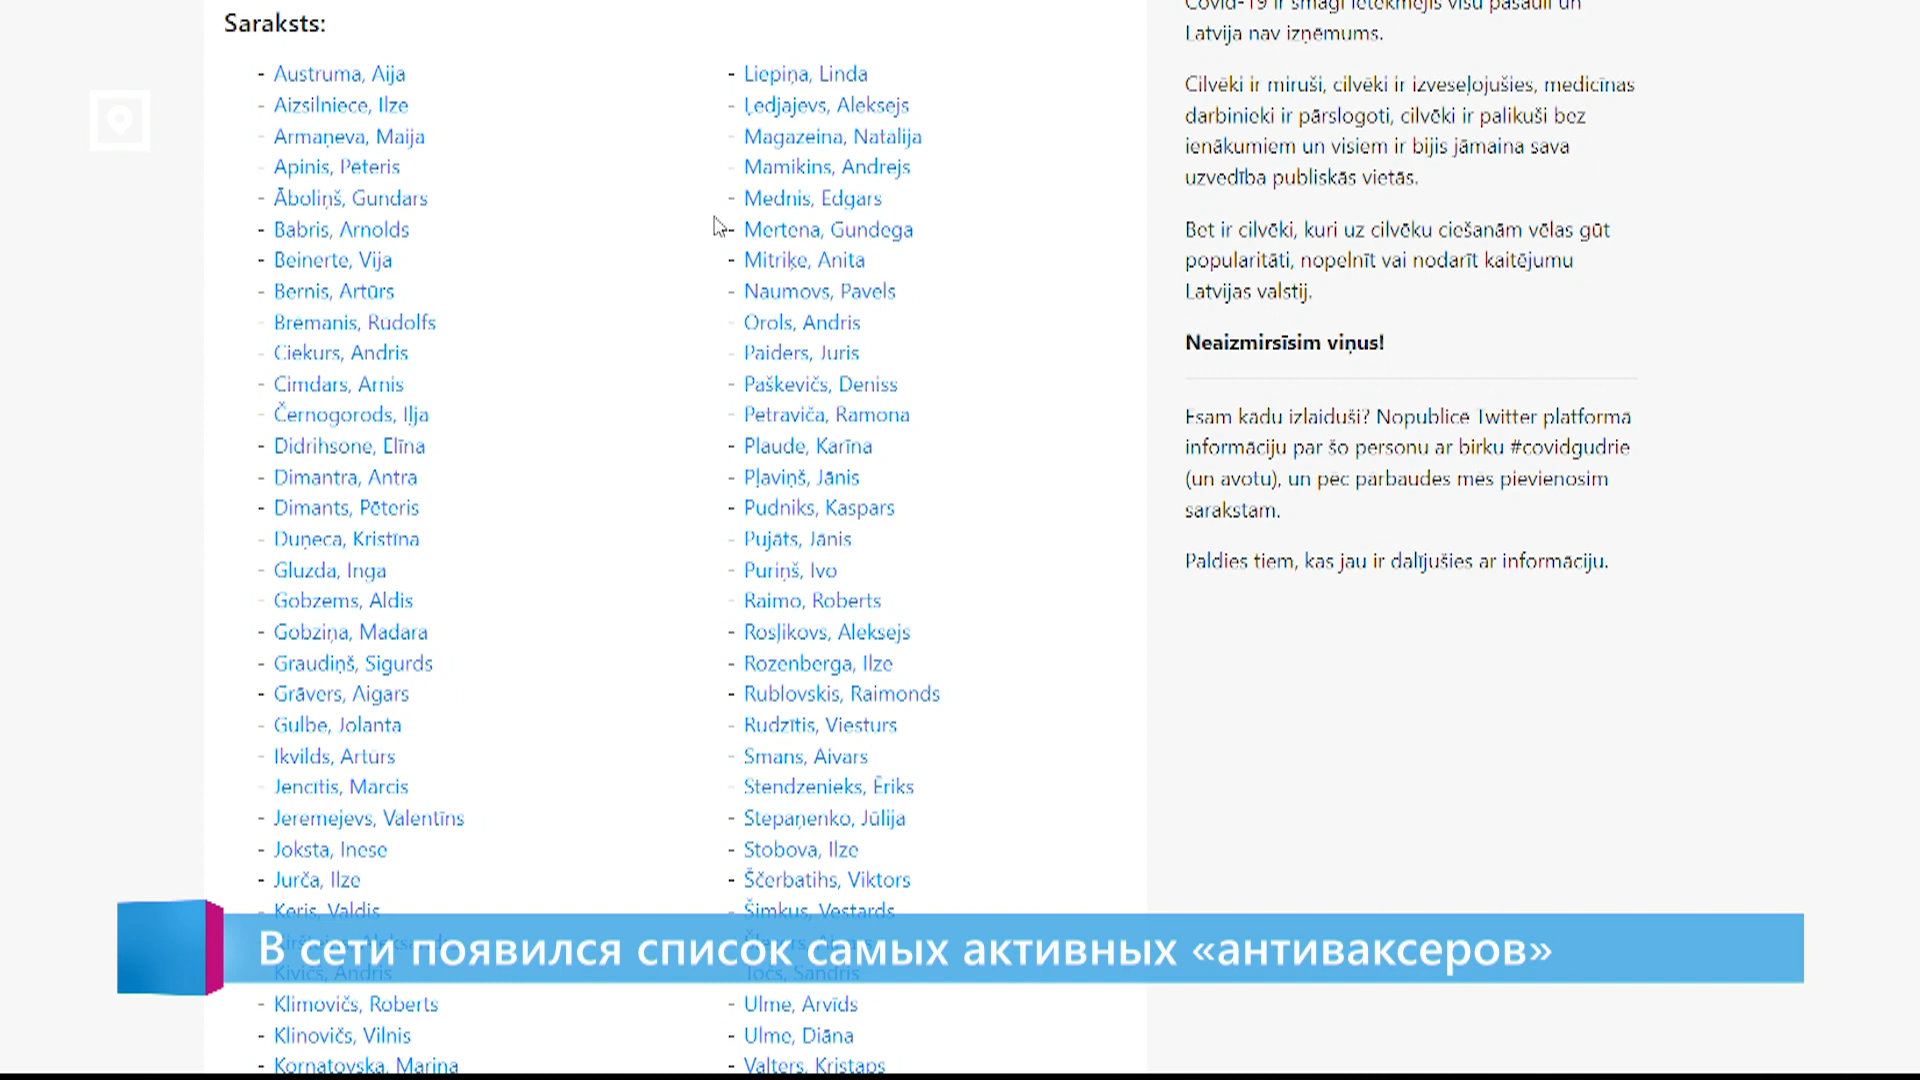 Saraksts:
- Austruma, Aija
- Aizsilniece, Ilze
- Armaņeva, Maija
- Apinis, Pēteris
- Āboliņš, Gundars
- Babris, Arnolds
- Beinerte, Vija
- Bernis, Artūrs
- Brēmanis, Rūdolfs
- Ciekurs, Andris
- Cimdars, Arnis
- Černogorods, Iļja
- Didrihsone, Elīna
- Dimantra, Antra
- Dimants, Pēteris
- Duņeca, Kristīna
- Gluzda, Inga
- Gobzems, Aldis
- Gobziņa, Madara
- Graudiņš, Sigurds
- Grāvers, Aigars
- Gulbe, Jolanta
- Ikvilds, Artūrs
- Jencītis, Mārcis
- Jeremejevs, Valentīns
- Joksta, Inese
- Jurča, Ilze
- Keris, Valdis
- Kivičs, Andris
- Klimovičs, Roberts
- Klinovičs, Vilnis
- Kornatovska, Marina
- Liepiņa, Linda
- Ļedjajevs, Aleksejs
- Magazeina, Natālija
- Mamikins, Andrejs
- Mednis, Edgars
- Mertena, Gundega
- Mitriķe, Anita
- Naumovs, Pavels
- Orols, Andris
- Paiders, Juris
- Paškevičs, Deniss
- Petraviča, Ramona
- Plaude, Karīna
- Pļaviņš, Jānis
- Pudniks, Kaspars
- Pujāts, Jānis
- Puriņš, Ivo
- Raimo, Roberts
- Rosļikovs, Aleksejs
- Rozenberga, Ilze
- Rublovskis, Raimonds
- Rudzītis, Viesturs
- Smans, Aivars
- Stendzenieks, Ēriks
- Stepaņenko, Jūlija
- Stobova, Ilze
- Ščerbatihs, Viktors
- Šimkus, Vestards
- Točs, Sandris
- Ulme, Arvīds
- Ulme, Diāna
- Valters, Kristaps
Covid-19 ir smagi ietekmējis visu pasauli un
Latvija nav izņēmums.
Cilvēki ir miruši, cilvēki ir izveseļojušies, medicīnas
darbinieki ir pārslogoti, cilvēki ir palikuši bez
ienākumiem un visiem ir bijis jāmaina sava
uzvedība publiskās vietās.
Bet ir cilvēki, kuri uz cilvēku ciešanām vēlas gūt
popularitāti, nopelnīt vai nodarīt kaitējumu
Latvijas valstij.
Neaizmirsīsim viņus!
Esam kādu izlaiduši? Nopublicē Twitter platformā
informāciju par šo personu ar birku #covidgudrie
(un avotu), un pēc pārbaudes mēs pievienosim
sarakstam.
Paldies tiem, kas jau ir dalījušies ar informāciju.
В сети появился список самых активных «антиваксеров»